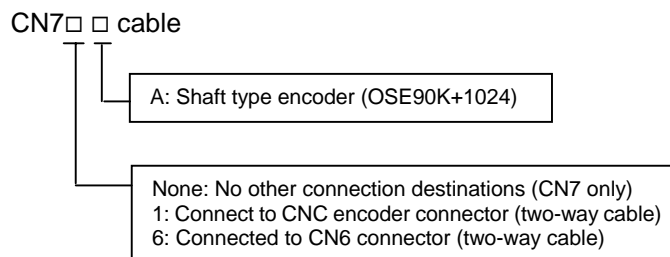 CN7□ □ cable
A: Shaft type encoder (OSE90K+1024)
None: No other connection destinations (CN7 only)
1: Connect to CNC encoder connector (two-way cable)
6: Connected to CN6 connector (two-way cable)